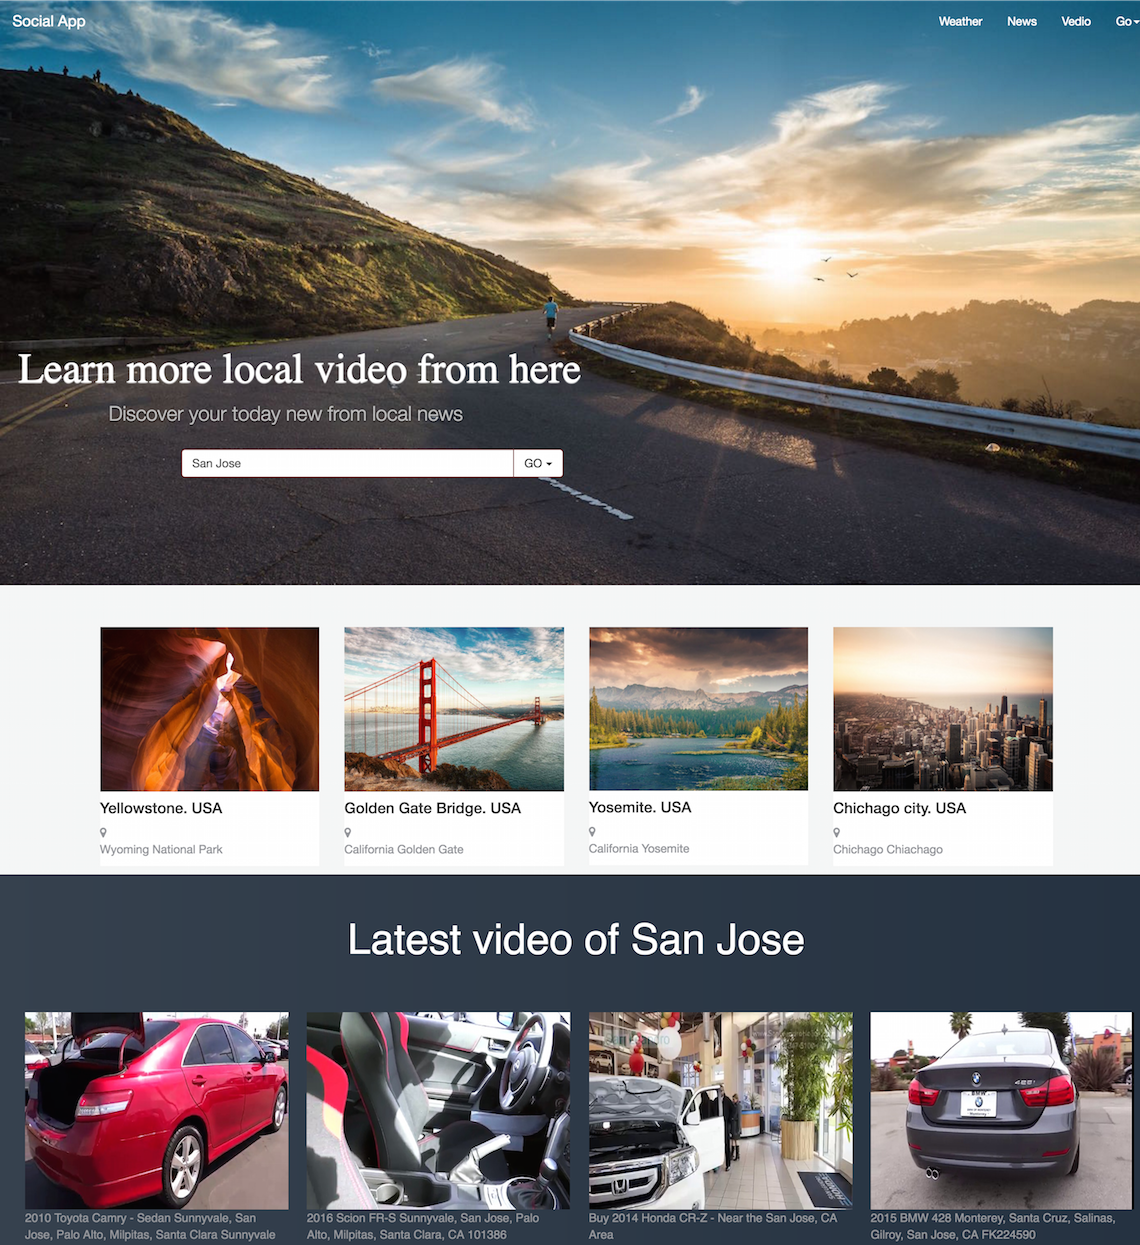 Social App
Weather News Vedio Go
Learn more local video from here
Discover your today new from local news
San Jose GO
Yellowstone. USA
Wyoming National Park
Golden Gate Bridge. USA
California Golden Gate
Yosemite. USA
California Yosemite
Chichago city. USA
Chichago Chiachago
Latest video of San Jose
2010 Toyota Camry - Sedan Sunnyvale, San
Jose, Palo Alto, Milpitas, Santa Clara Sunnyvale
2016 Scion FR-S Sunnyvale, San Jose, Palo
Alto, Milpitas, Santa Clara, CA 101386
Buy 2014 Honda CR-Z - Near the San Jose, CA
Area
BMW
2015 BMW 428 Monterey, Santa Cruz, Salinas,
Gilroy, San Jose, CA FK224590